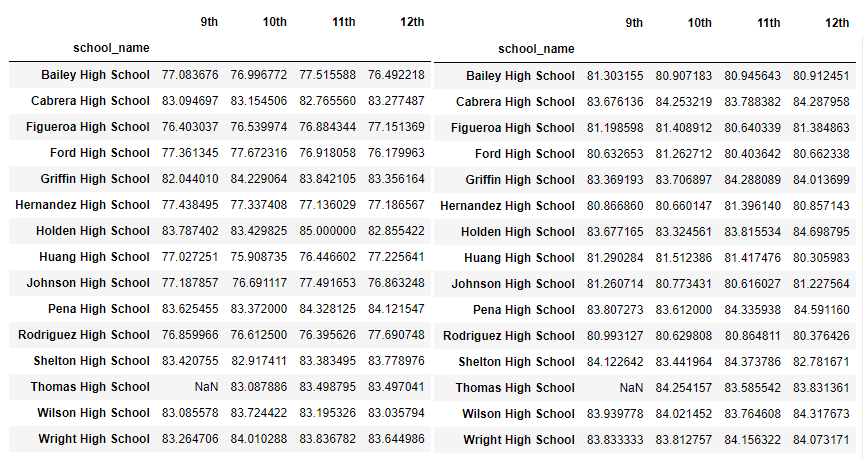 9th 10th 11th 12th
school_name
Bailey High School 77.083676 76.996772 77.515588 76.492218
Cabrera High School 83.094697 83.154506 82.765560 83.277487
Figueroa High School 76.403037 76.539974 76.884344 77.151369
Ford High School 77.361345 77.672316 76.918058 76.179963
Griffin High School 82.044010 84.229064 83.842105 83.356164
Hernandez High School 77.438495 77.337408 77.136029 77.186567
Holden High School 83.787402 83.429825 85.000000 82.855422
Huang High School 77.027251 75.908735 76.446602 77.225641
Johnson High School 77.187857 76.691117 77.491653 76.863248
Pena High School 83.625455 83.372000 84.328125 84.121547
Rodriguez High School 76.859966 76.612500 76.395626 77.690748
Shelton High School 83.420755 82.917411 83.383495 83.778976
Thomas High School NaN 83.087886 83.498795 83.497041
Wilson High School 83.085578 83.724422 83.195326 83.035794
Wright High School 83.264706 84.010288 83.836782 83.644986
9th 10th 11th 12th
school_name
Bailey High School 81.303155 80.907183 80.945643 80.912451
Cabrera High School 83.676136 84.253219 83.788382 84.287958
Figueroa High School 81.198598 81.408912 80.640339 81.384863
Ford High School 80.632653 81.262712 80.403642 80.662338
Griffin High School 83.369193 83.706897 84.288089 84.013699
Hernandez High School 80.866860 80.660147 81.396140 80.857143
Holden High School 83.677165 83.324561 83.815534 84.698795
Huang High School 81.290284 81.512386 81.417476 80.305983
Johnson High School 81.260714 80.773431 80.616027 81.227564
Pena High School 83.807273 83.612000 84.335938 84.591160
Rodriguez High School 80.993127 80.629808 80.864811 80.376426
Shelton High School 84.122642 83.441964 84.373786 82.781671
Thomas High School NaN 84.254157 83.585542 83.831361
Wilson High School 83.939778 84.021452 83.764608 84.317673
Wright High School 83.833333 83.812757 84.156322 84.073171